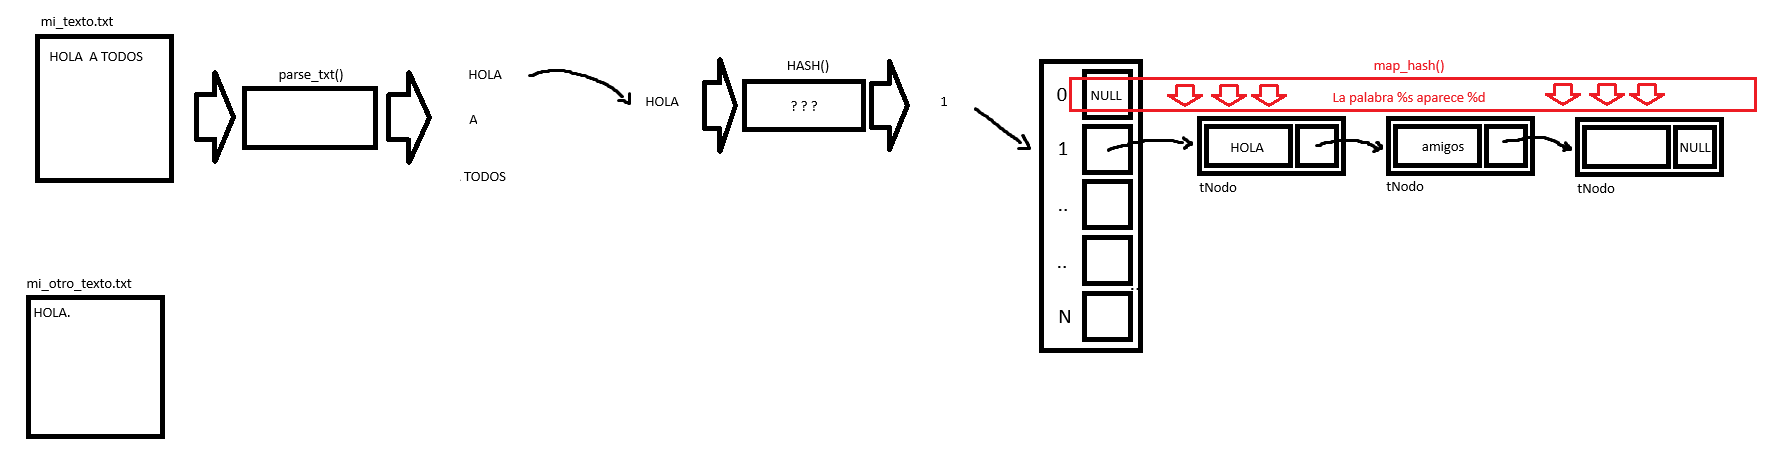 mi_texto.txt
HOLA A TODOS
parse_txt()
HOLA
A
.TODOS
HOLA
HASH()
? ? ?
1
map_hash()
La palabra %s aparece %d
0
NULL
1
HOLA
amigos
NULL
tNodo
tNodo
tNodo
..
..
..
N
mi_otro_texto.txt
HOLA.